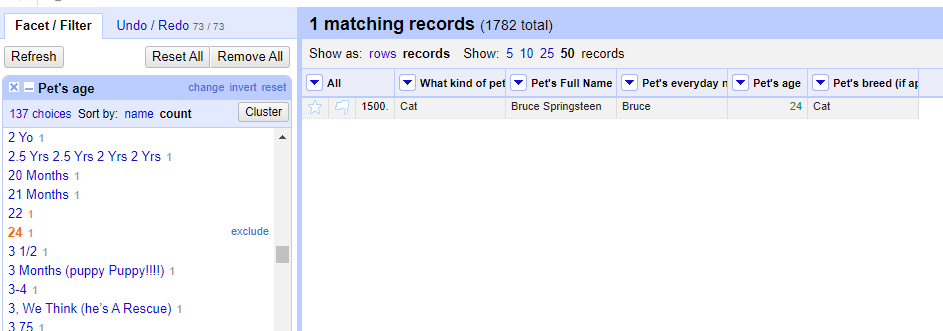 Facet / Filter Undo / Redo 73 / 73
Refresh Reset All Remove All
Pet's age change invert reset
137 choices Sort by: name count Cluster
2 Yo 1
2.5 Yrs 2.5 Yrs 2 Yrs 2 Yrs 1
20 Months 1
21 Months 1
22 1
24 1 exclude
3 1/2 1
3 Months (puppy Puppy!!!!) 1
3-4 1
3, We Think (he's A Rescue) 1
3.75 1
1 matching records (1782 total)
Show as: rows records Show: 5 10 25 50 records
All What kind of pet Pet's Full Name Pet's everyday n Pet's age Pet's breed (if ap
1500. Cat Bruce Springsteen Bruce 24 Cat